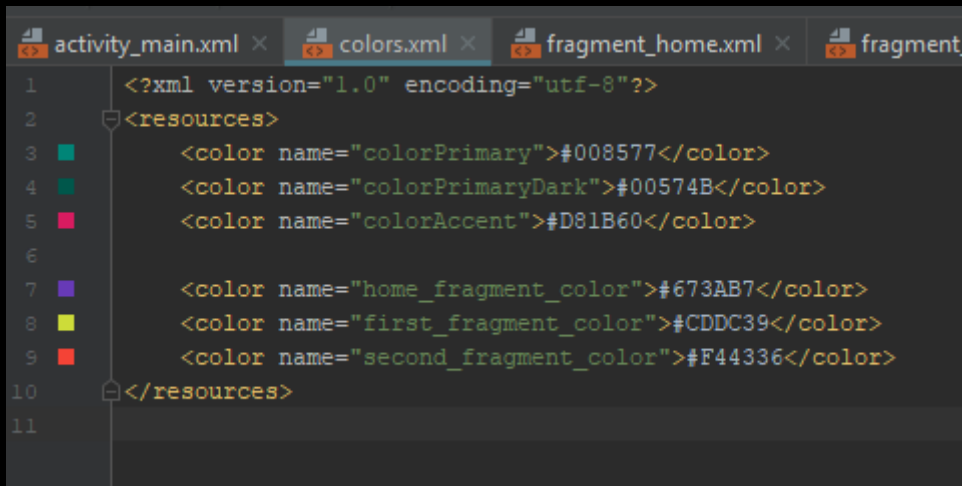 activity_main.xml colors.xml fragment_home.xml fragment_
1 <?xml version="1.0" encoding="utf-8"?>
2 <resources>
3 <color name="colorPrimary">#008577</color>
4 <color name="colorPrimaryDark">#00574B</color>
5 <color name="colorAccent">#D81B60</color>
6
7 <color name="home_fragment_color">#673AB7</color>
8 <color name="first_fragment_color">#CDDC39</color>
9 <color name="second_fragment_color">#F44336</color>
10 </resources>
11